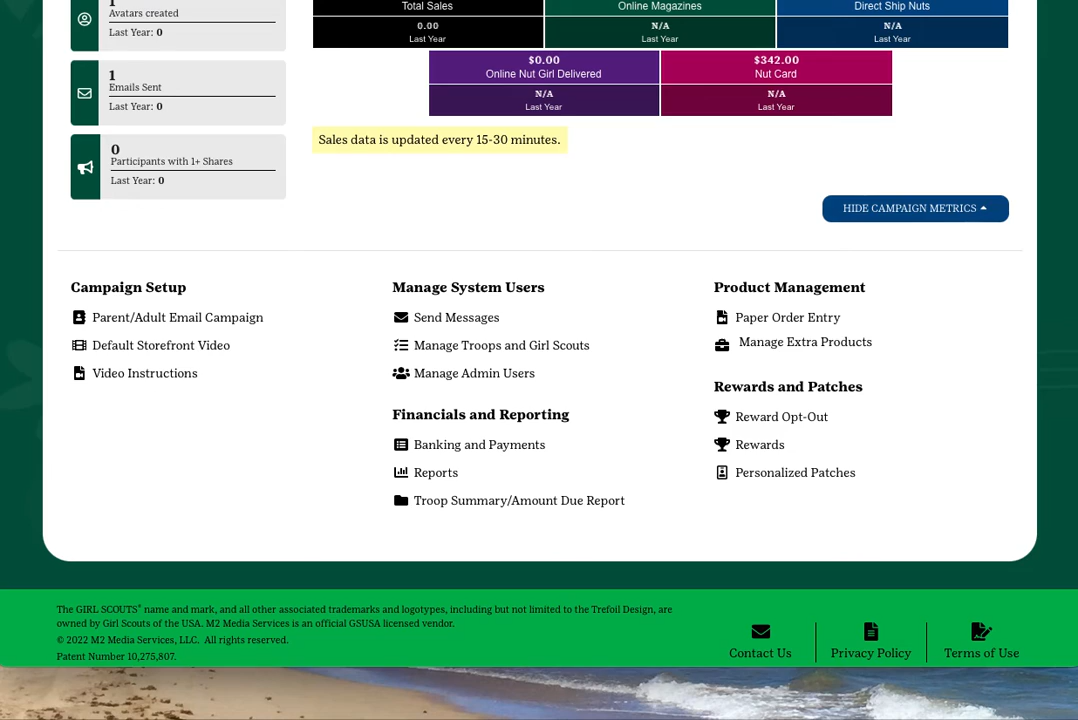 1
Avatars created
Last Year: 0
1
Emails Sent
Last Year: 0
0
Participants with 1+ Shares
Last Year: 0
Total Sales
0.00
Last Year
Online Magazines
N/A
Last Year
Direct Ship Nuts
N/A
Last Year
$0.00
Online Nut Girl Delivered
N/A
Last Year
$342.00
Nut Card
N/A
Last Year
Sales data is updated every 15-30 minutes.
HIDE CAMPAIGN METRICS
Campaign Setup
Parent/Adult Email Campaign
Default Storefront Video
Video Instructions
Manage System Users
Send Messages
Manage Troops and Girl Scouts
Manage Admin Users
Financials and Reporting
Banking and Payments
Reports
Troop Summary/Amount Due Report
Product Management
Paper Order Entry
Manage Extra Products
Rewards and Patches
Reward Opt-Out
Rewards
Personalized Patches
The GIRL SCOUTS® name and mark, and all other associated trademarks and logotypes, including but not limited to the Trefoil Design, are
owned by Girl Scouts of the USA. M2 Media Services is an official GSUSA licensed vendor.
© 2022 M2 Media Services, LLC. All rights reserved.
Patent Number 10,275,807.
Contact Us
Privacy Policy
Terms of Use